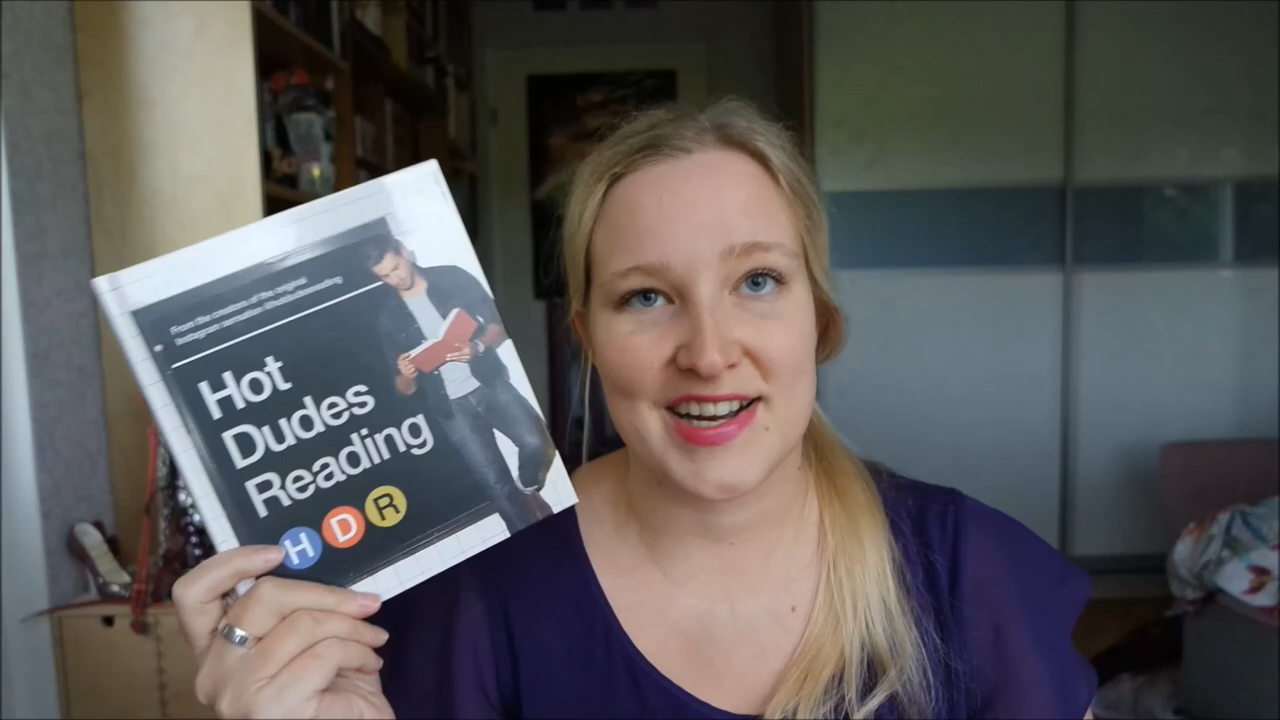 From the creators of the original
Instagram sensation @hotdudesreading
Hot
Dudes
Reading
H D R